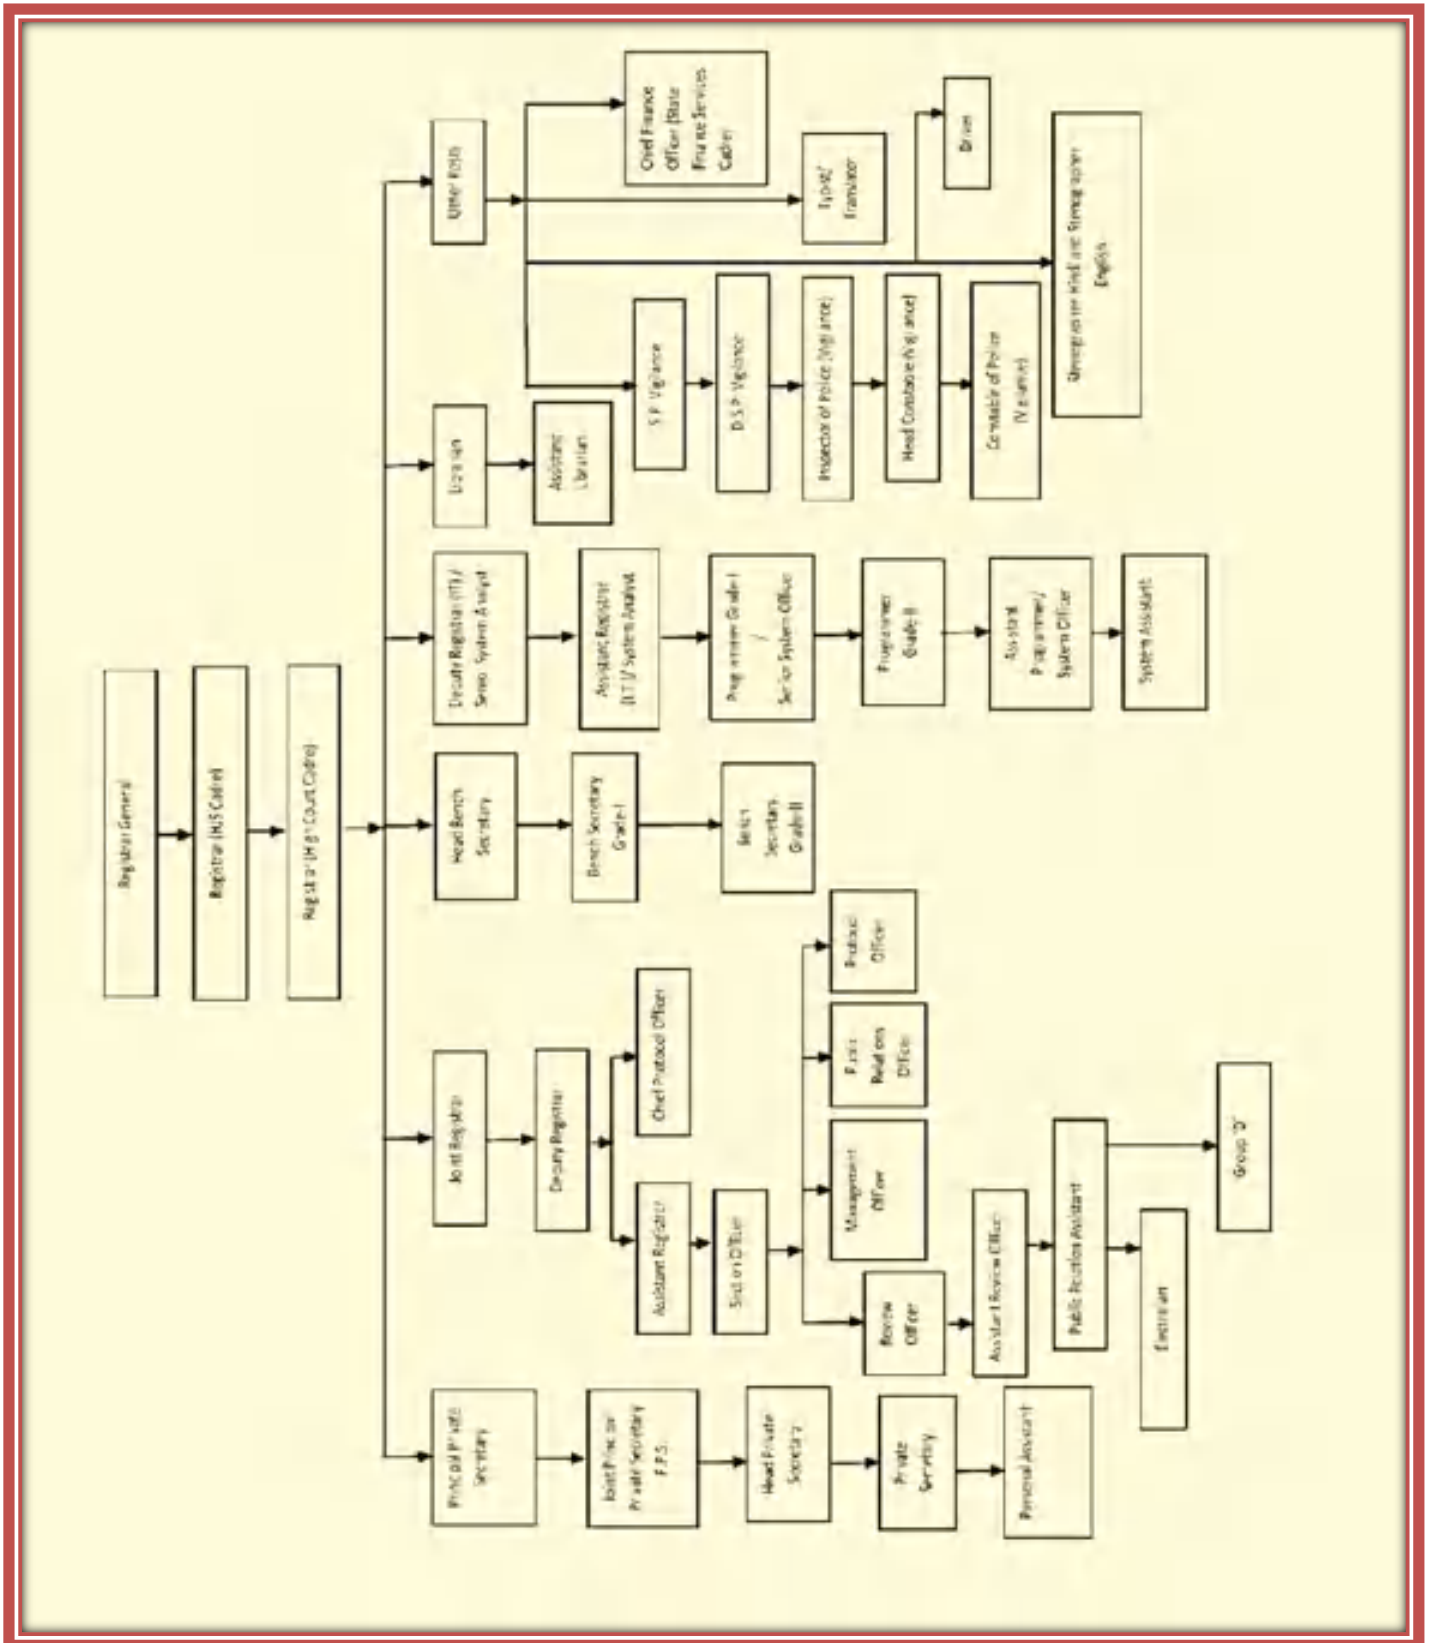 Registrar General
Registrar (HJS Cadre)
Registrar (High Court Cadre)
Principal Private
Secretary
Joint Principal
Private Secretary
P.P.S.
Head Private
Secretary
Private
Secretary
Personal Assistant
Joint Registrar
Deputy Registrar
Assistant Registrar
Chief Protocol Officer
Section Officer
Review
Officer
Management
Officer
Public
Relations
Officer
Protocol
Officer
Assistant Review Officer
Public Relation Assistant
Electrician
Group 'D'
Head Bench
Secretary
Bench Secretary
Grade-I
Bench
Secretary
Grade-II
Deputy Registrar (IT) /
Senior System Analyst
Assistant Registrar
(I.T.)/ System Analyst
Programmer Grade-I
/
Senior System Officer
Programmer
Grade-II
Assistant
Programmer/
System Officer
System Assistant
Librarian
Assistant
Librarian
Other Posts
Chief Finance
Officer (State
Finance Services
Cadre)
Typist/
Translator
Driver
S.P. Vigilance
D.S.P. Vigilance
Inspector of Police (Vigilance)
Head Constable (Vigilance)
Constable of Police
(Vigilance)
Stenographer Hindi and Stenographer
English